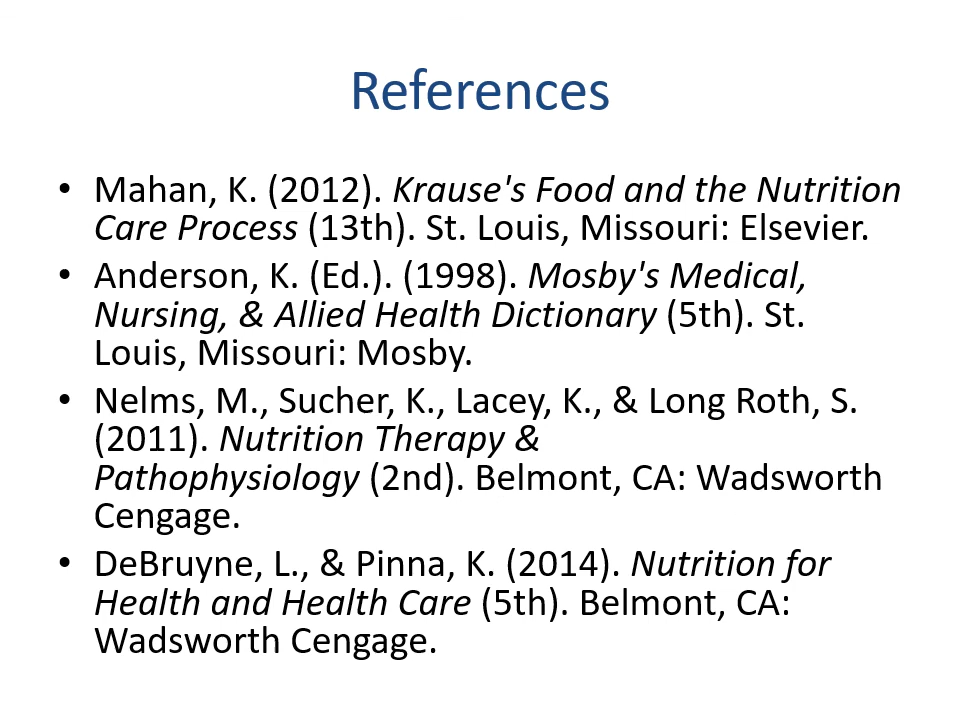 References
• Mahan, K. (2012). Krause's Food and the Nutrition
Care Process (13th). St. Louis, Missouri: Elsevier.
• Anderson, K. (Ed.). (1998). Mosby's Medical,
Nursing, & Allied Health Dictionary (5th). St.
Louis, Missouri: Mosby.
• Nelms, M., Sucher, K., Lacey, K., & Long Roth, S.
(2011). Nutrition Therapy &
Pathophysiology (2nd). Belmont, CA: Wadsworth
Cengage.
• DeBruyne, L., & Pinna, K. (2014). Nutrition for
Health and Health Care (5th). Belmont, CA:
Wadsworth Cengage.